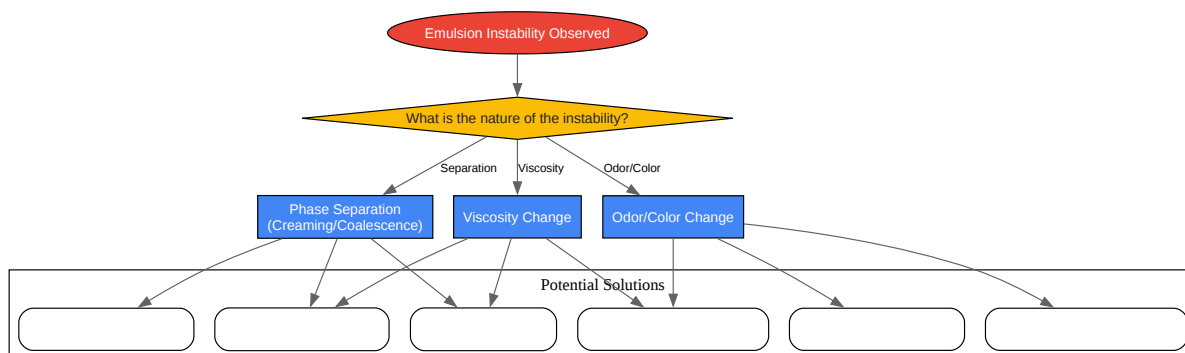 Emulsion Instability Observed
What is the nature of the instability?
Separation
Viscosity
Odor/Color
Phase Separation
(Creaming/Coalescence)
Viscosity Change
Odor/Color Change
Potential Solutions